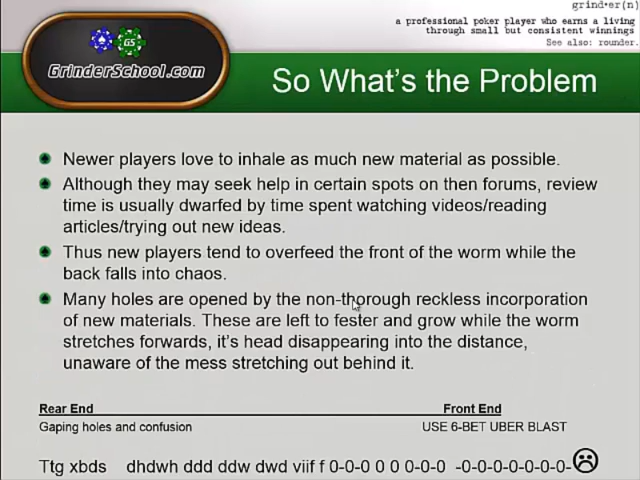 grind•er(n)
a professional poker player who earns a living
through small but consistent winnings
See also: rounder.
GS
GrinderSchool.com
So What's the Problem
Newer players love to inhale as much new material as possible.
Although they may seek help in certain spots on then forums, review
time is usually dwarfed by time spent watching videos/reading
articles/trying out new ideas.
Thus new players tend to overfeed the front of the worm while the
back falls into chaos.
Many holes are opened by the non-thorough reckless incorporation
of new materials. These are left to fester and grow while the worm
stretches forwards, it's head disappearing into the distance,
unaware of the mess stretching out behind it.
Rear End Front End
Gaping holes and confusion USE 6-BET UBER BLAST
Ttg xbds dhdwh ddd ddw dwd viif f 0-0-0 0 0 0-0-0 -0-0-0-0-0-0-0-